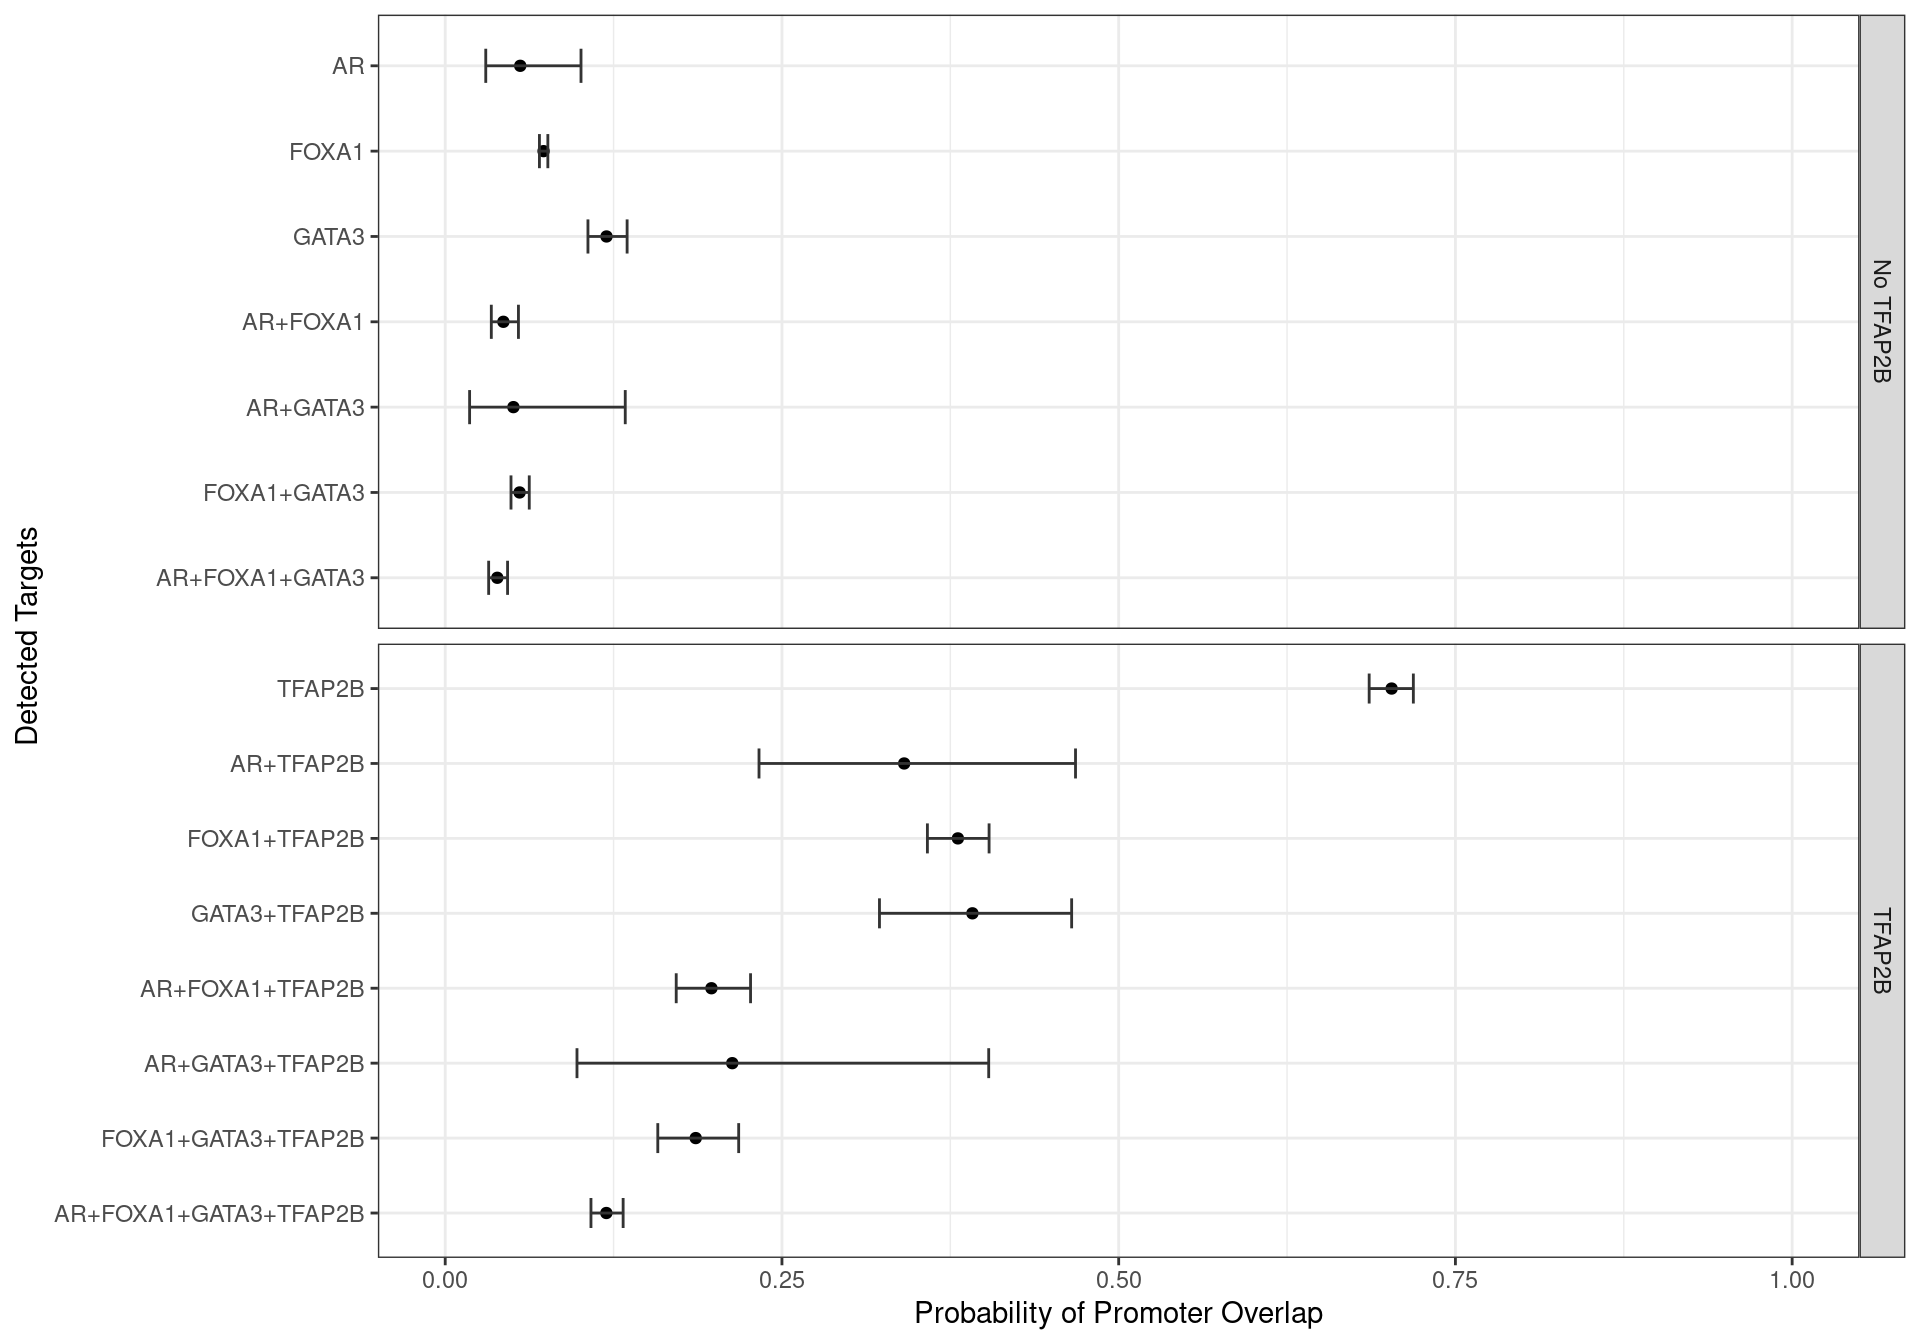 Detected Targets
AR
FOXA1
GATA3
AR+FOXA1
AR+GATA3
FOXA1+GATA3
AR+FOXA1+GATA3
No TFAP2B
TFAP2B
AR+TFAP2B
FOXA1+TFAP2B
GATA3+TFAP2B
AR+FOXA1+TFAP2B
AR+GATA3+TFAP2B
FOXA1+GATA3+TFAP2B
AR+FOXA1+GATA3+TFAP2B
TFAP2B
0.00 0.25 0.50 0.75 1.00
Probability of Promoter Overlap